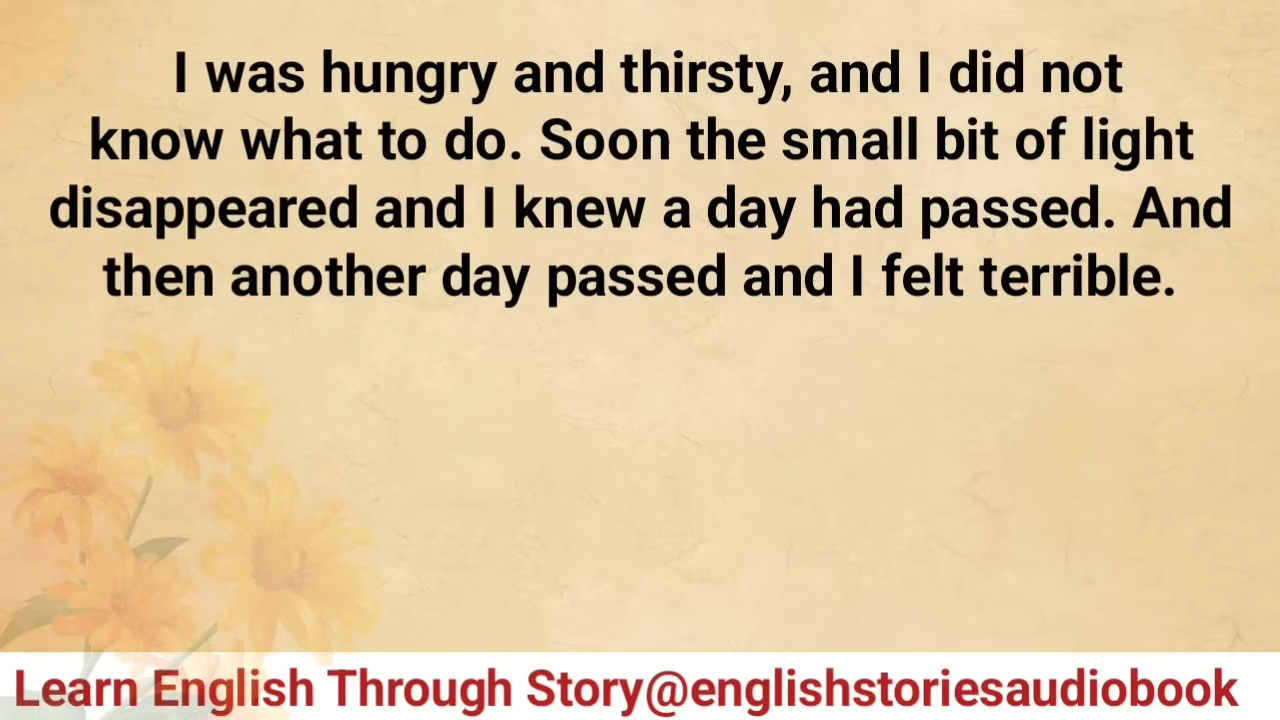 I was hungry and thirsty, and I did not
know what to do. Soon the small bit of light
disappeared and I knew a day had passed. And
then another day passed and I felt terrible.
Learn English Through Story@englishstoriesaudiobook